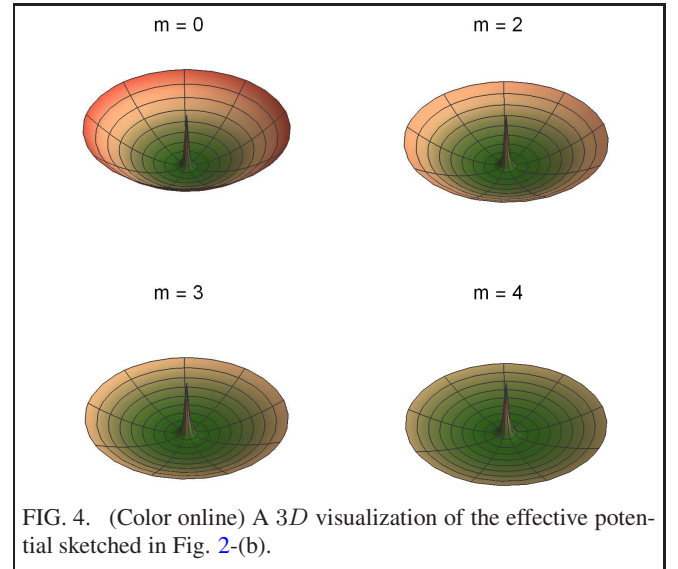 m = 0
m = 2
m = 3
m = 4
FIG. 4. (Color online) A 3D visualization of the effective poten-
tial sketched in Fig. 2-(b).